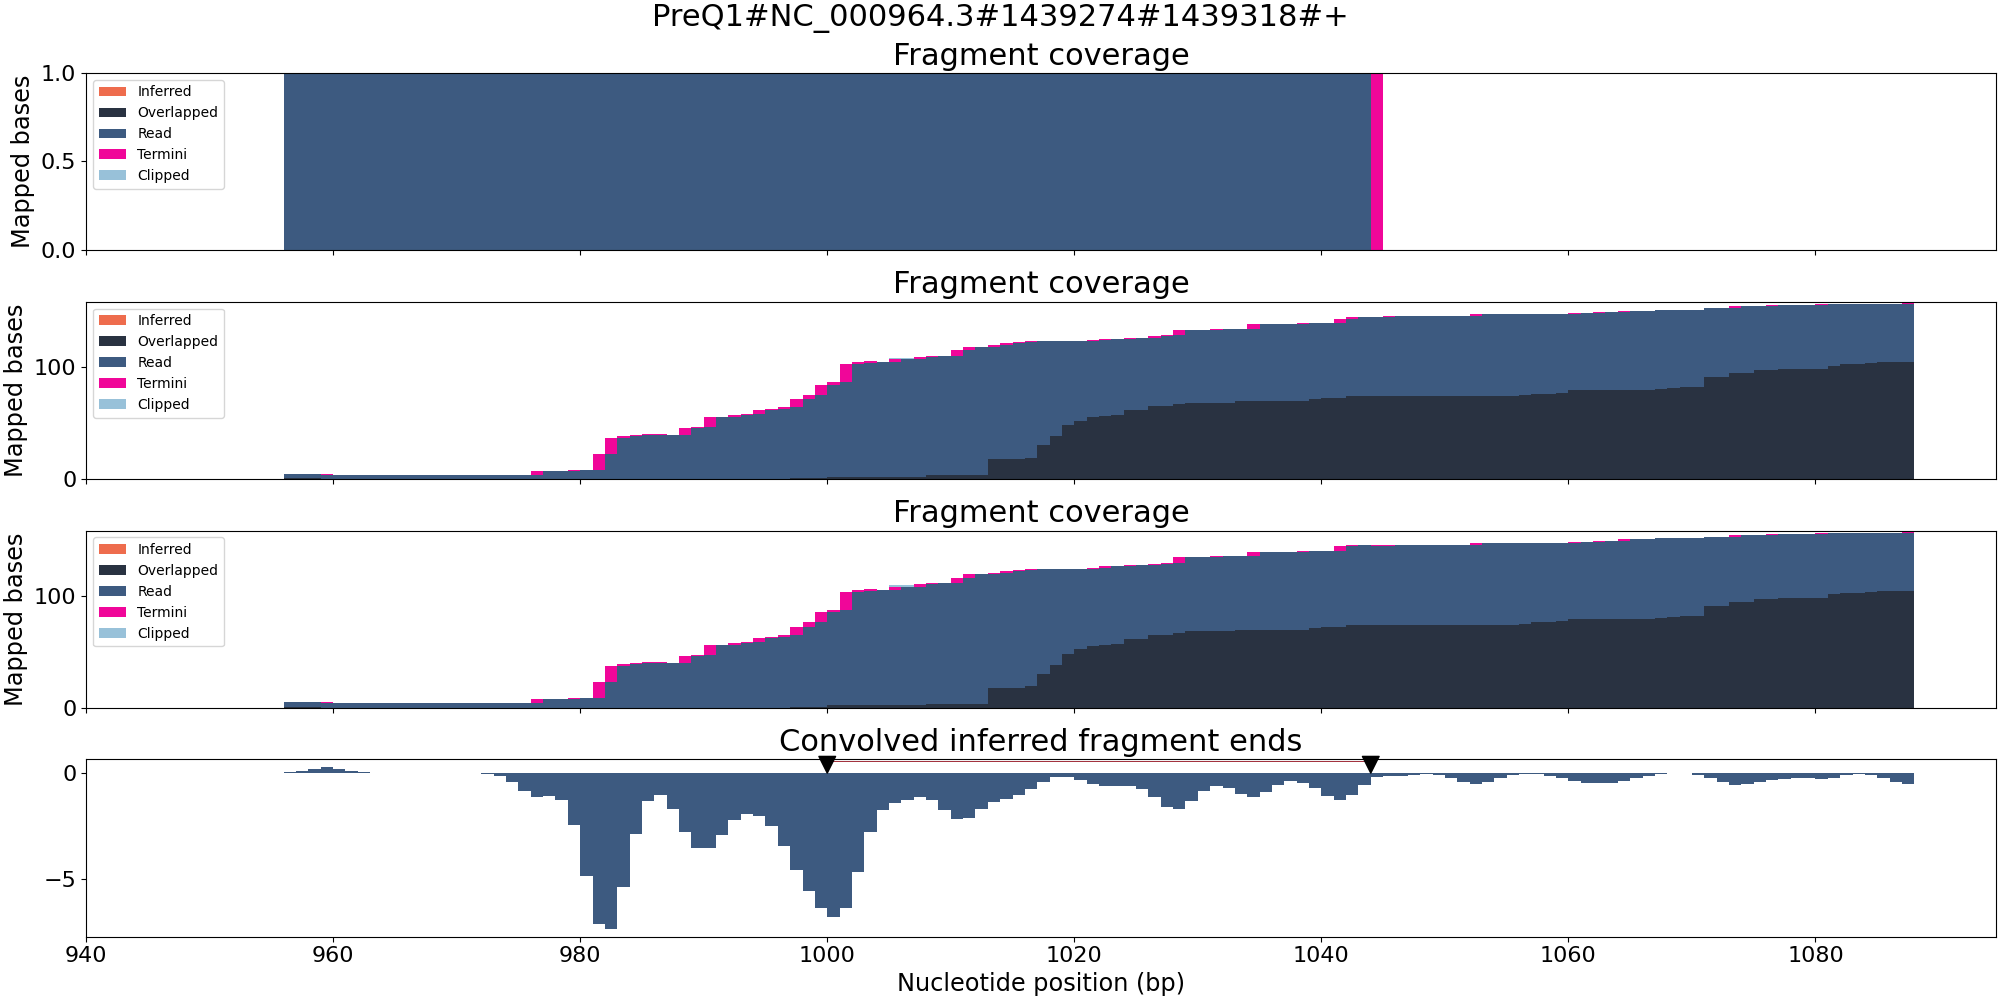 PreQ1#NC_000964.3#1439274#1439318#+
Fragment coverage
Mapped bases
1.0
0.5
0.0
Inferred
Overlapped
Read
Termini
Clipped
Fragment coverage
Mapped bases
100
0
Inferred
Overlapped
Read
Termini
Clipped
Fragment coverage
Mapped bases
100
0
Inferred
Overlapped
Read
Termini
Clipped
Convolved inferred fragment ends
0
−5
940 960 980 1000 1020 1040 1060 1080
Nucleotide position (bp)